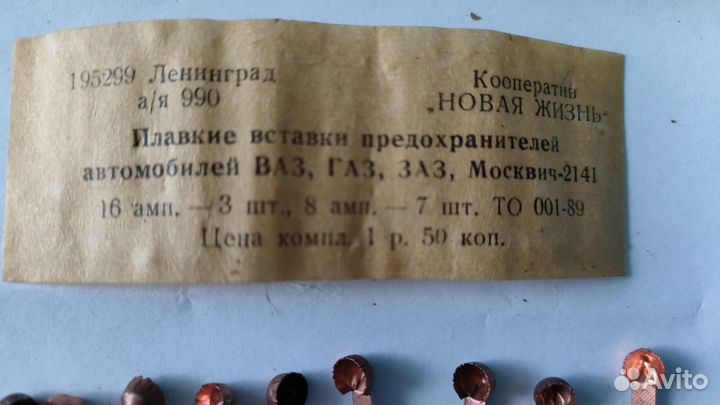 195299 Ленинград
а/я 990
Кооператив
„НОВАЯ ЖИЗНЬ"
Плавкие вставки предохранителей
автомобилей ВАЗ, ГАЗ, ЗАЗ, Москвич-2141
16 амп. — 3 шт., 8 амп. — 7 шт. ТО 001-89
Цена компл. 1 р. 50 коп.
Avito